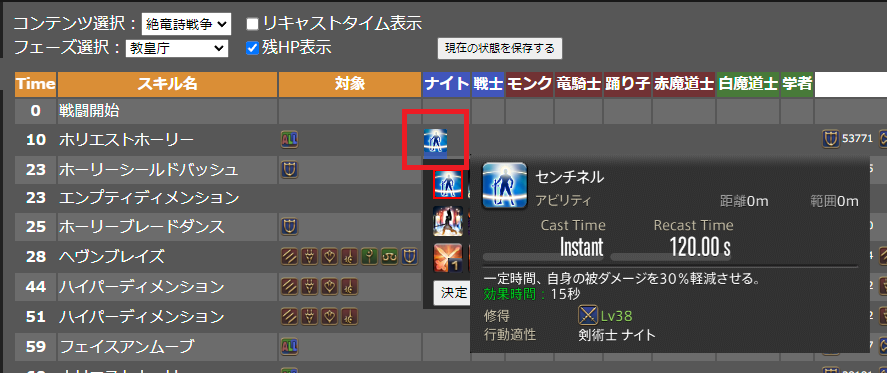 コンテンツ選択：絶竜詩戦争 リキャストタイム表示
フェーズ選択：教皇庁 残HP表示 現在の状態を保存する
Time スキル名 対象 ナイト 戦士 モンク 竜騎士 踊り子 赤魔道士 白魔道士 学者
0 戦闘開始
10 ホリエストホーリー ALL 53771
23 ホーリーシールドバッシュ
23 エンプティディメンション
25 ホーリーブレードダンス
28 ヘヴンブレイズ
44 ハイパーディメンション
51 ハイパーディメンション
59 フェイスアンムーブ ALL
1
決定
センチネル
アビリティ 距離0m 範囲0m
Cast Time Recast Time
Instant 120.00 s
一定時間、自身の被ダメージを30％軽減させる。
効果時間：15秒
修得 Lv38
行動適性 剣術士 ナイト